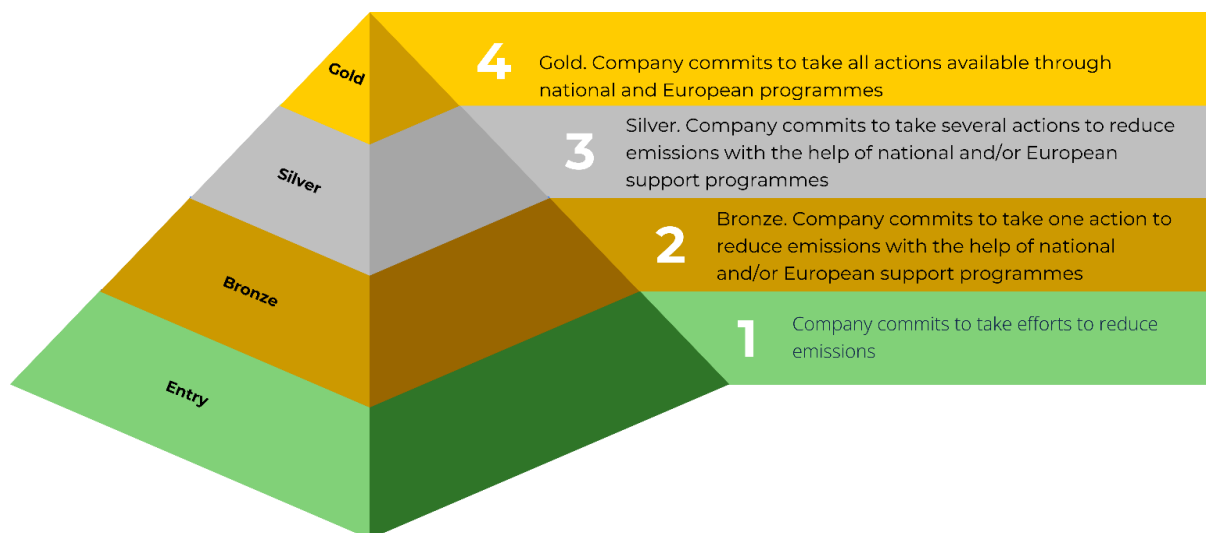 Gold
4
Gold. Company commits to take all actions available through
national and European programmes
Silver
3
Silver. Company commits to take several actions to reduce
emissions with the help of national and/or European
support programmes
Bronze
2
Bronze. Company commits to take one action to
reduce emissions with the help of national
and/or European support programmes
Entry
1
Company commits to take efforts to reduce
emissions